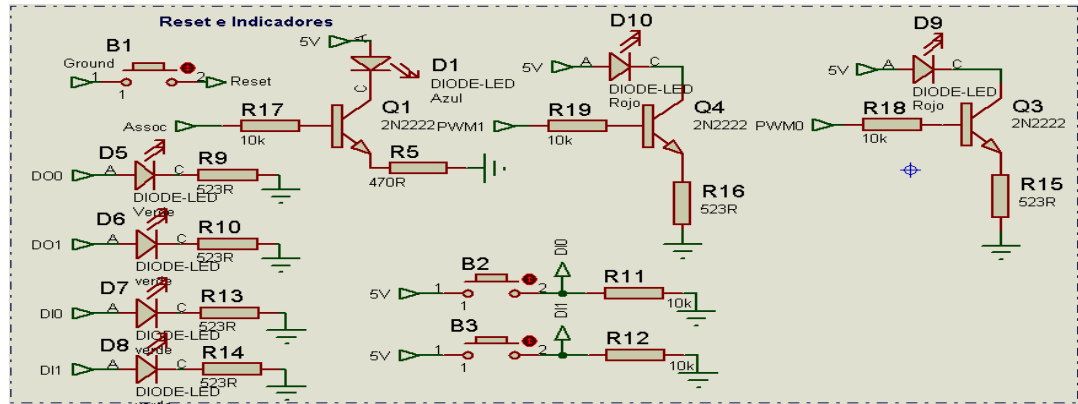 Reset e Indicadores
B1
Ground
1
2
Reset
1
5V
A
C
D1
DIODE-LED
Azul
Assoc
R17
10k
Q1
2N2222
R5
470R
D10
5V
A
C
DIODE-LED
Rojo
PWM1
R19
10k
Q4
2N2222
R16
523R
D9
5V
A
C
DIODE-LED
Rojo
PWM0
R18
10k
Q3
2N2222
R15
523R
D5
DO0
A
C
R9
523R
DIODE-LED
Verde
D6
DO1
A
C
R10
523R
DIODE-LED
verde
D7
DI0
A
C
R13
523R
DIODE-LED
verde
D8
DI1
A
C
R14
523R
DIODE-LED
verde
B2
5V
1
2
1
DI0
R11
10k
B3
5V
1
2
1
DI1
R12
10k